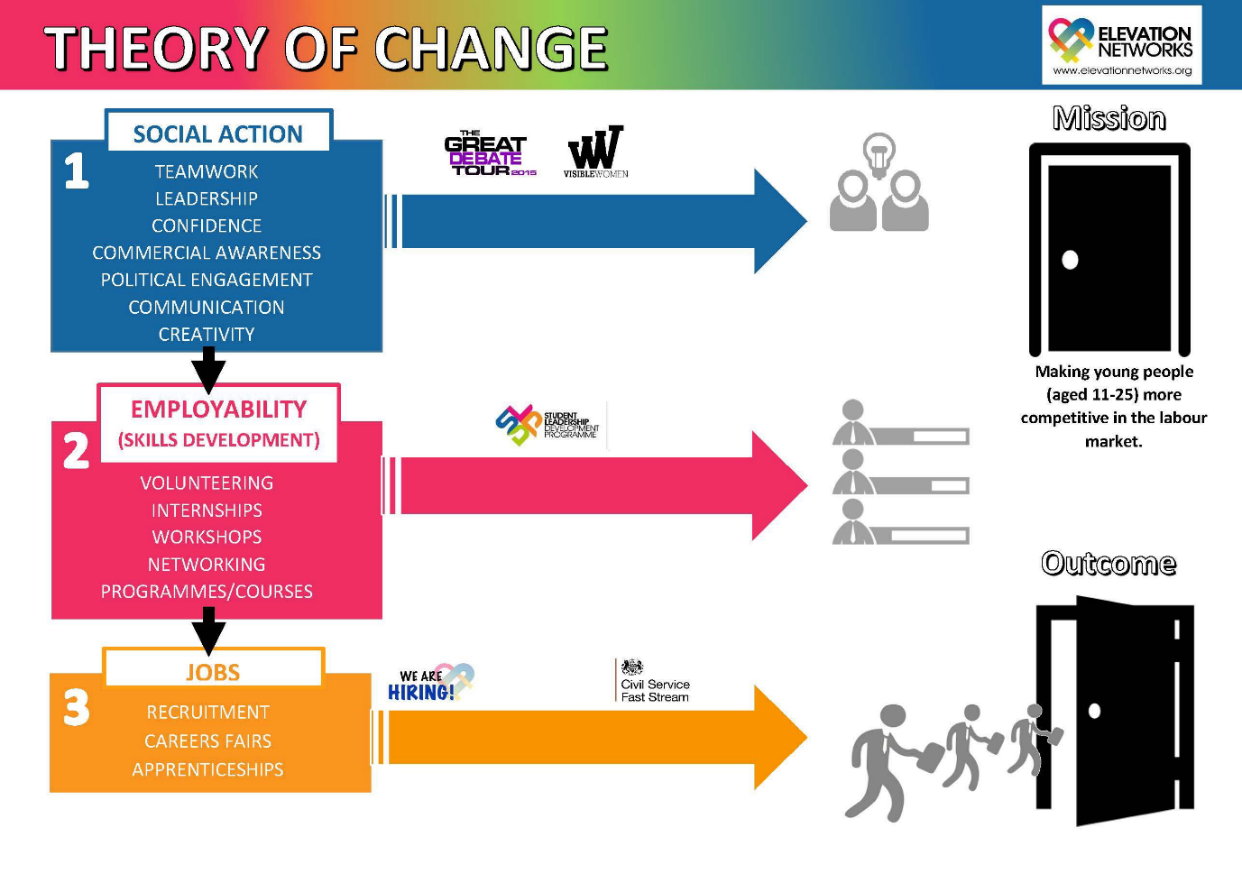 THEORY OF CHANGE
ELEVATION
NETWORKS
www.elevationnetworks.org
1
SOCIAL ACTION
TEAMWORK
LEADERSHIP
CONFIDENCE
COMMERCIAL AWARENESS
POLITICAL ENGAGEMENT
COMMUNICATION
CREATIVITY
THE
GREAT
DEBATE
TOUR 2015
VISIBLEWOMEN
Mission
Making young people
(aged 11-25) more
competitive in the labour
market.
2
EMPLOYABILITY
(SKILLS DEVELOPMENT)
VOLUNTEERING
INTERNSHIPS
WORKSHOPS
NETWORKING
PROGRAMMES/COURSES
STUDENT
LEADERSHIP
DEVELOPMENT
PROGRAMME
3
JOBS
RECRUITMENT
CAREERS FAIRS
APPRENTICESHIPS
WE ARE
HIRING!
Civil Service
Fast Stream
Outcome